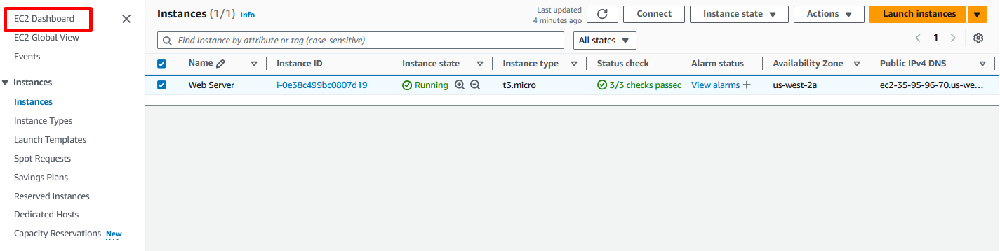 EC2 Dashboard
EC2 Global View
Events
Instances
Instances
Instance Types
Launch Templates
Spot Requests
Savings Plans
Reserved Instances
Dedicated Hosts
Capacity Reservations New
Instances (1/1) Info
Last updated
4 minutes ago
Connect
Instance state
Actions
Launch instances
Find Instance by attribute or tag (case-sensitive)
All states
1
Name Instance ID Instance state Instance type Status check Alarm status Availability Zone Public IPv4 DNS
Web Server i-0e38c499bc0807d19 Running t3.micro 3/3 checks passed View alarms + us-west-2a ec2-35-95-96-70.us-we...